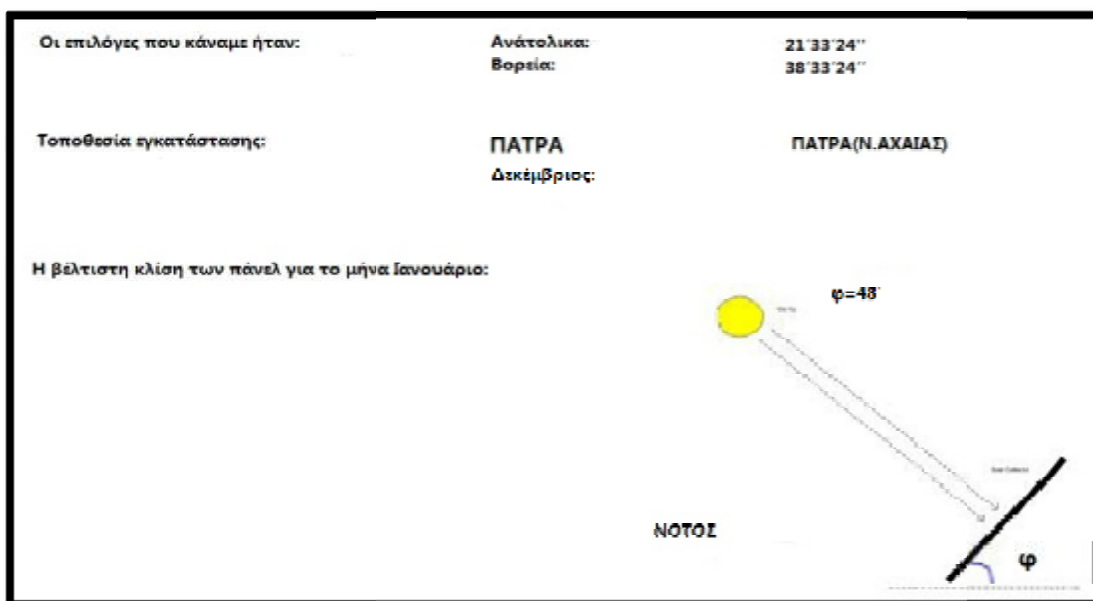 Οι επιλόγες που κάναμε ήταν: Ανάτολικα: 21΄33΄24΄΄
Βορεία: 38΄33΄24΄΄
Τοποθεσία εγκατάστασης: ΠΑΤΡΑ ΠΑΤΡΑ(Ν.ΑΧΑΙΑΣ)
Δεκέμβριος:
Η βέλτιστη κλίση των πάνελ για το μήνα Ιανουάριο:
φ=48΄
ΝΟΤΟΣ
φ